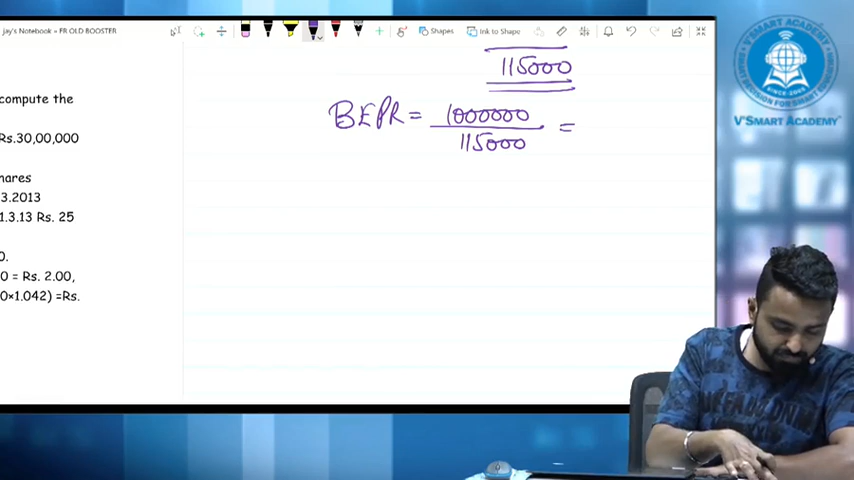 jay's Notebook = FR OLD BOOSTER
Shapes
Ink to Shape
compute the
Rs.30,00,000
hares
3.2013
1.3.13 Rs. 25
0.
0 = Rs. 2.00,
0×1.042) =Rs.
115000
BEPR = 1000000
115000 =
V'SMART ACADEMY
SINCE-2005
V'SMART ACADEMY